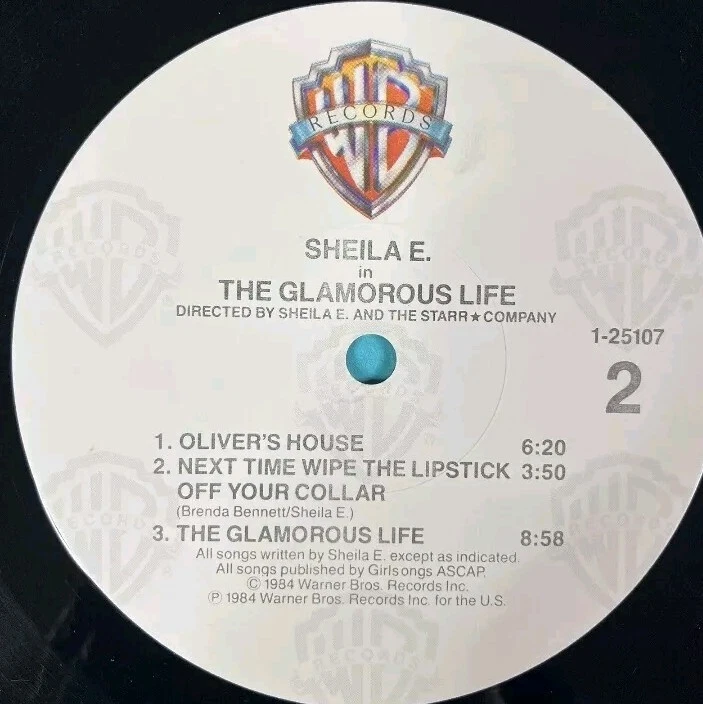 RECORDS
SHEILA E.
in
THE GLAMOROUS LIFE
DIRECTED BY SHEILA E. AND THE STARR★COMPANY
1-25107
2
1. OLIVER'S HOUSE 6:20
2. NEXT TIME WIPE THE LIPSTICK 3:50
OFF YOUR COLLAR
(Brenda Bennett/Sheila E.)
3. THE GLAMOROUS LIFE 8:58
All songs written by Sheila E. except as indicated.
All songs published by Girlsongs ASCAP.
© 1984 Warner Bros. Records Inc.
℗ 1984 Warner Bros. Records Inc. for the U.S.